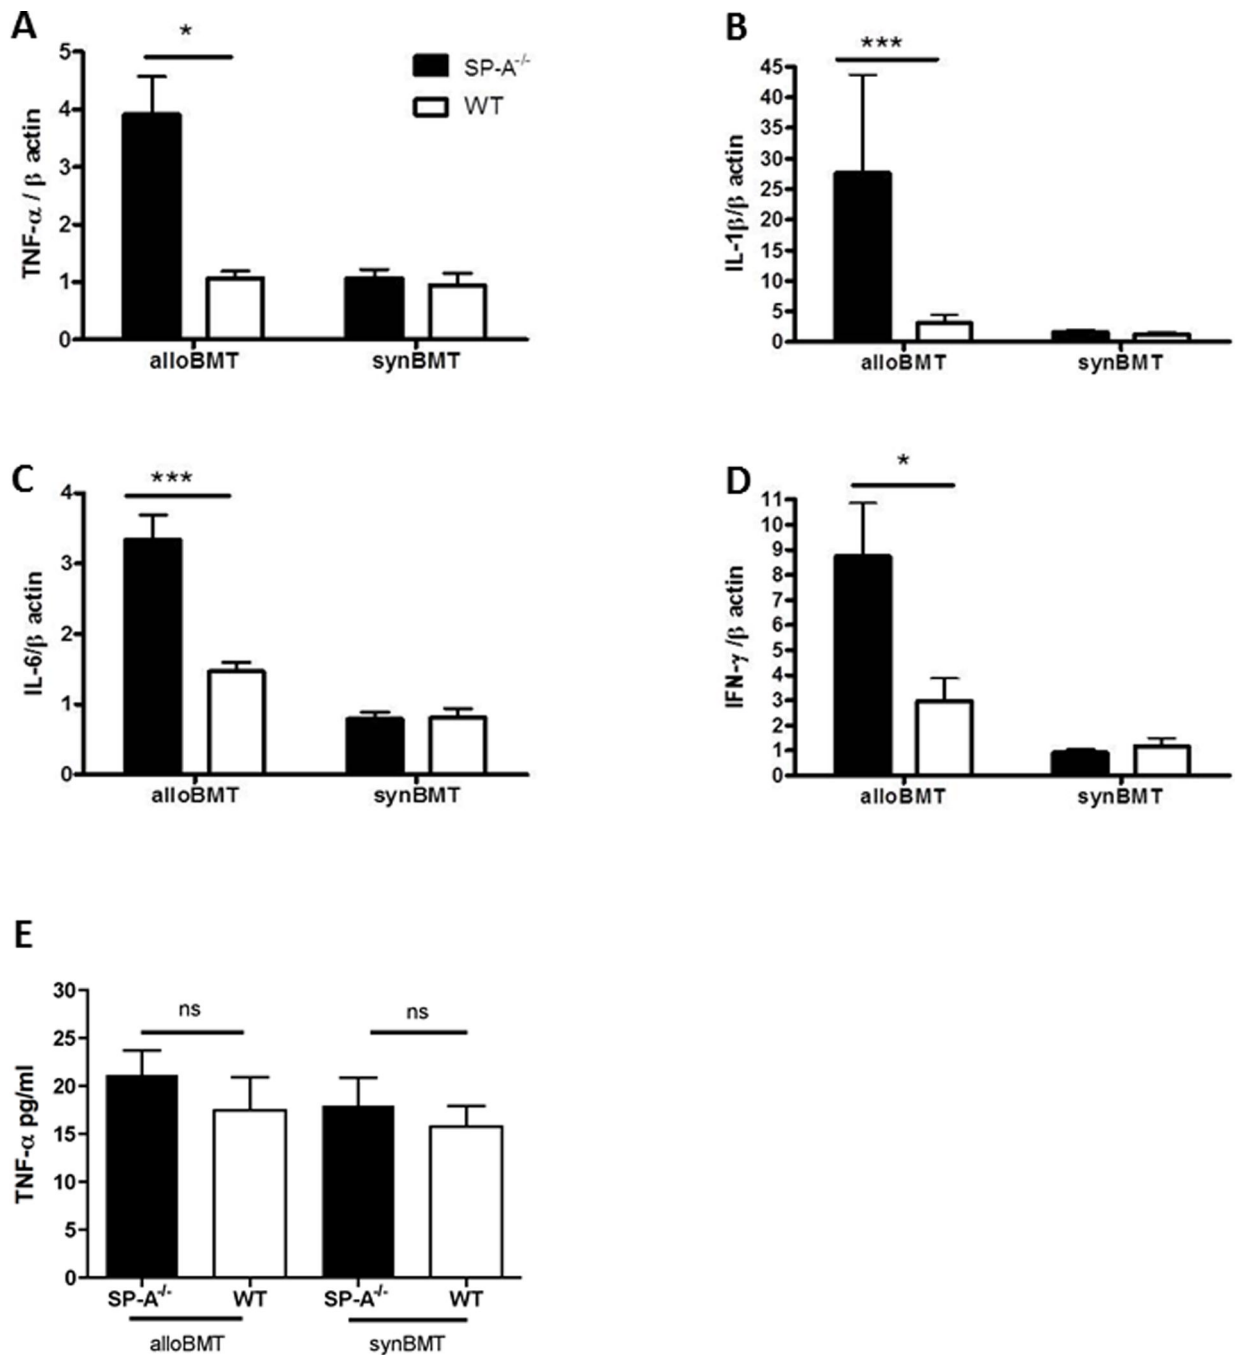 A
*
5
4
3
2
1
0
TNF-α / β actin
SP-A-/-
WT
alloBMT synBMT
B
***
45
40
35
30
25
20
15
10
5
0
IL-1β/β actin
alloBMT synBMT
C
***
4
3
2
1
0
IL-6/β actin
alloBMT synBMT
D
*
11
10
9
8
7
6
5
4
3
2
1
0
IFN-γ /β actin
alloBMT synBMT
E
30
25
20
15
10
5
0
TNF-α pg/ml
ns ns
SP-A-/- WT SP-A-/- WT
alloBMT synBMT